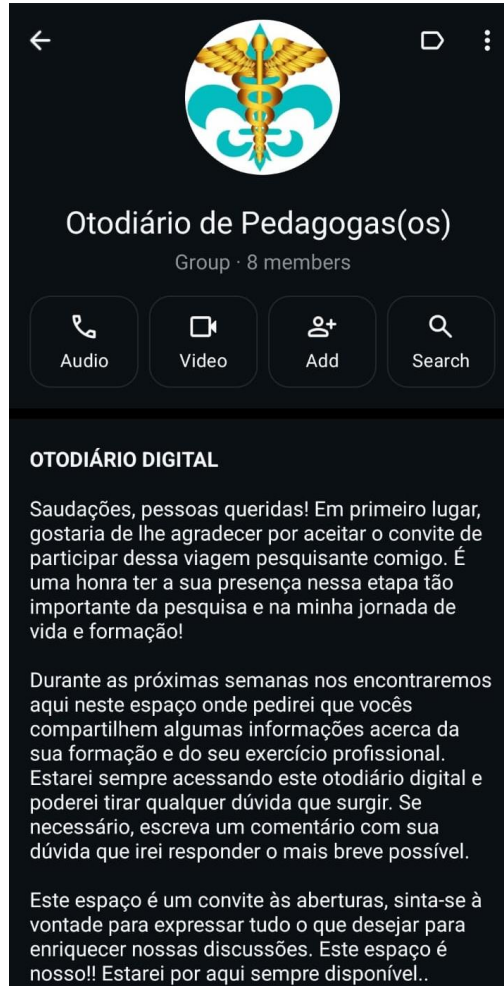 Otodiário de Pedagogas(os)
Group · 8 members
Audio
Video
Add
Search
OTODIÁRIO DIGITAL
Saudações, pessoas queridas! Em primeiro lugar,
gostaria de lhe agradecer por aceitar o convite de
participar dessa viagem pesquisante comigo. É
uma honra ter a sua presença nessa etapa tão
importante da pesquisa e na minha jornada de
vida e formação!
Durante as próximas semanas nos encontraremos
aqui neste espaço onde pedirei que vocês
compartilhem algumas informações acerca da
sua formação e do seu exercício profissional.
Estarei sempre acessando este otodiário digital e
poderei tirar qualquer dúvida que surgir. Se
necessário, escreva um comentário com sua
dúvida que irei responder o mais breve possível.
Este espaço é um convite às aberturas, sinta-se à
vontade para expressar tudo o que desejar para
enriquecer nossas discussões. Este espaço é
nosso!! Estarei por aqui sempre disponível..